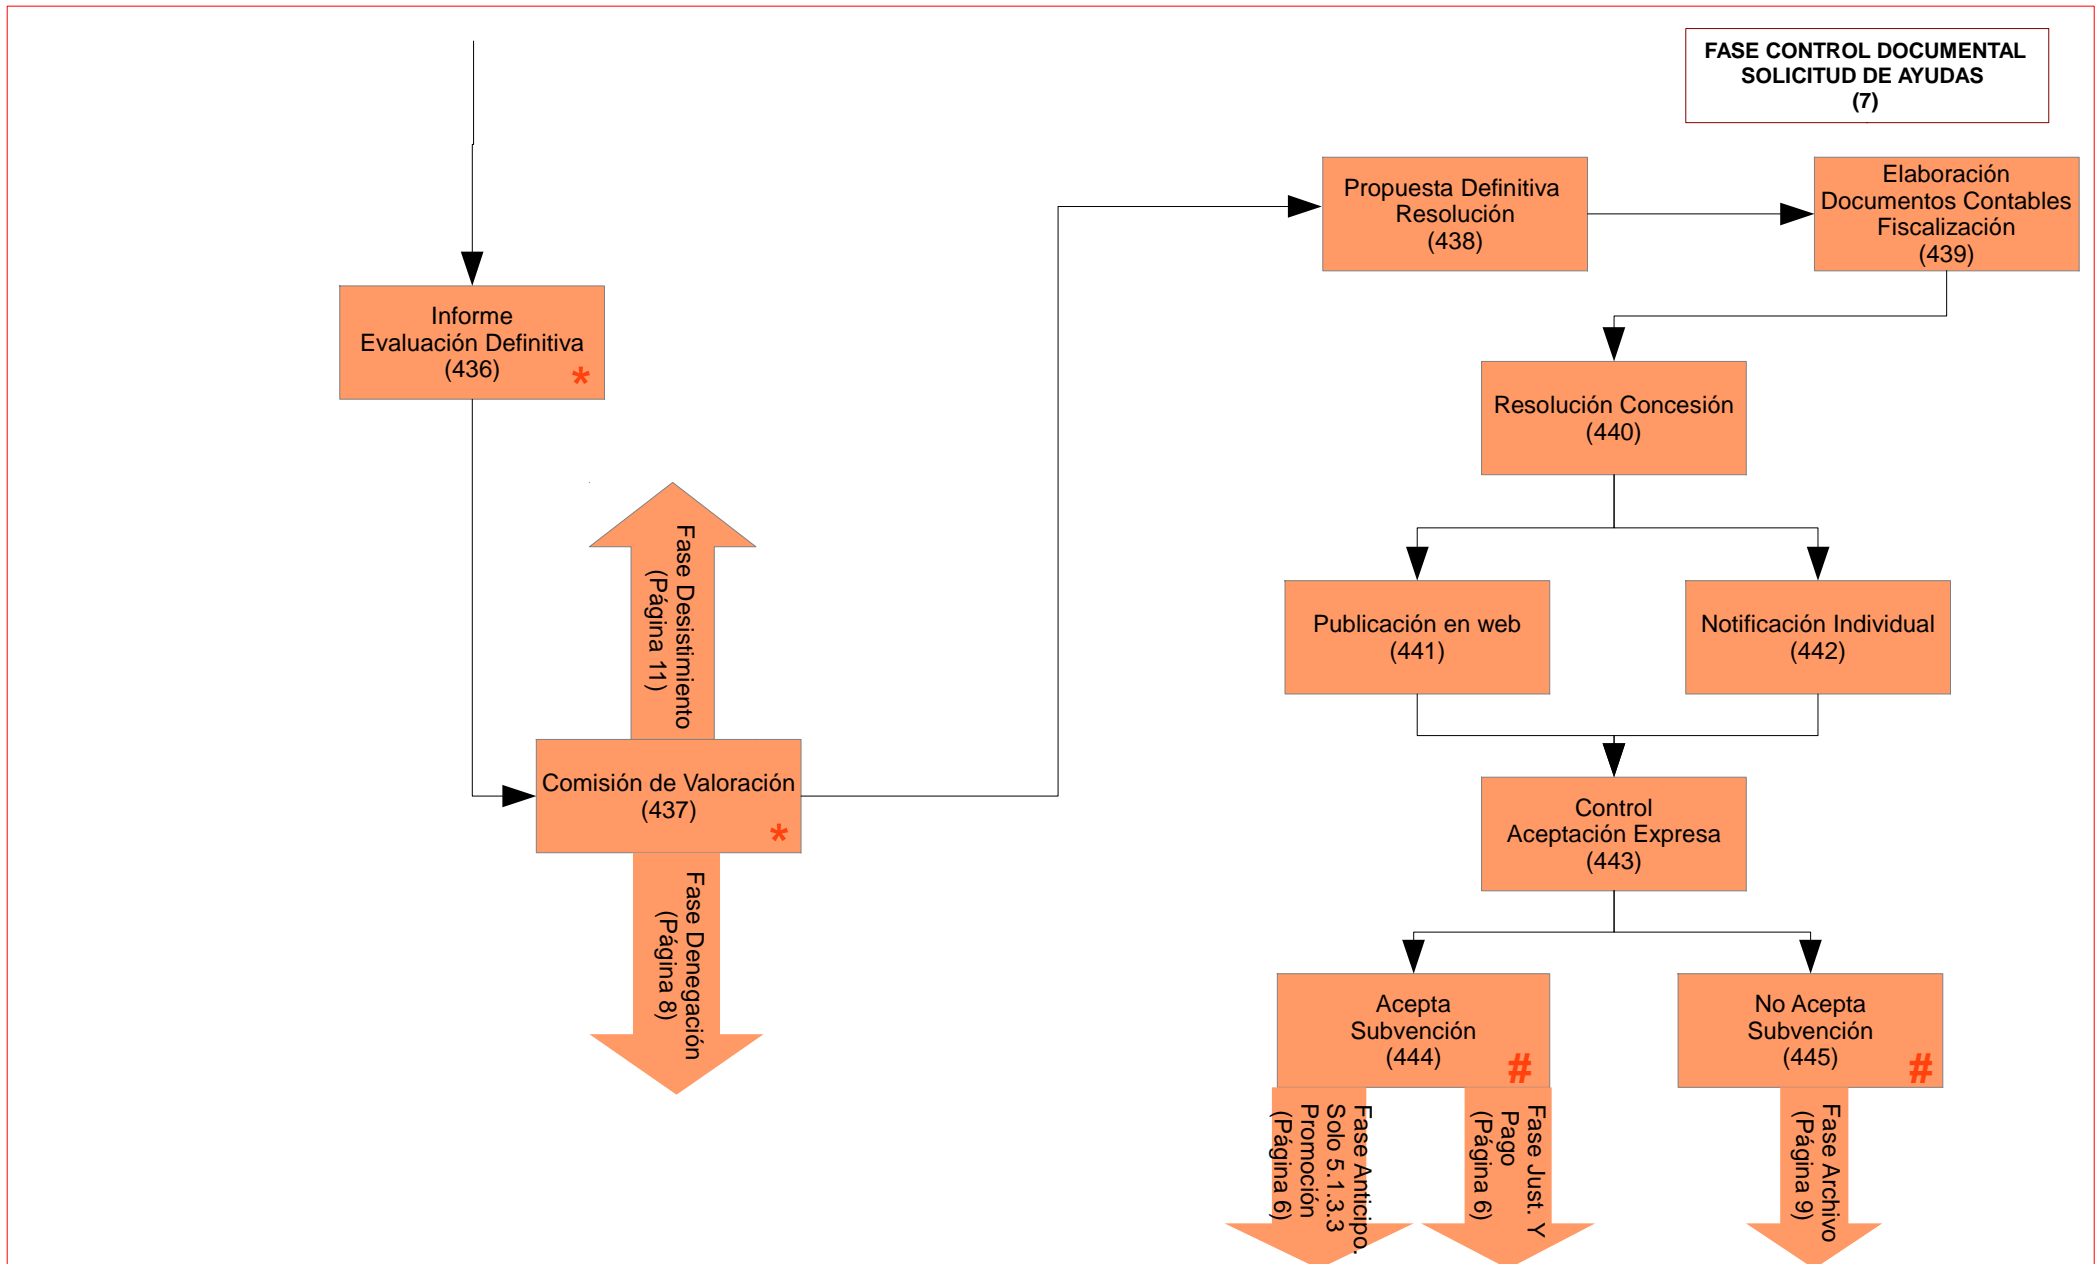 FASE CONTROL DOCUMENTAL
SOLICITUD DE AYUDAS
(7)
Informe
Evaluación Definitiva
(436)
*
Fase Desistimiento
(Página 11)
Comisión de Valoración
(437)
*
Fase Denegación
(Página 8)
Propuesta Definitiva
Resolución
(438)
Elaboración
Documentos Contables
Fiscalización
(439)
Resolución Concesión
(440)
Publicación en web
(441)
Notificación Individual
(442)
Control
Aceptación Expresa
(443)
Acepta
Subvención
(444)
#
No Acepta
Subvención
(445)
#
Fase Anticipo.
Solo 5.1.3.3
Promoción
(Página 6)
Fase Just. Y
Pago
(Página 6)
Fase Archivo
(Página 9)